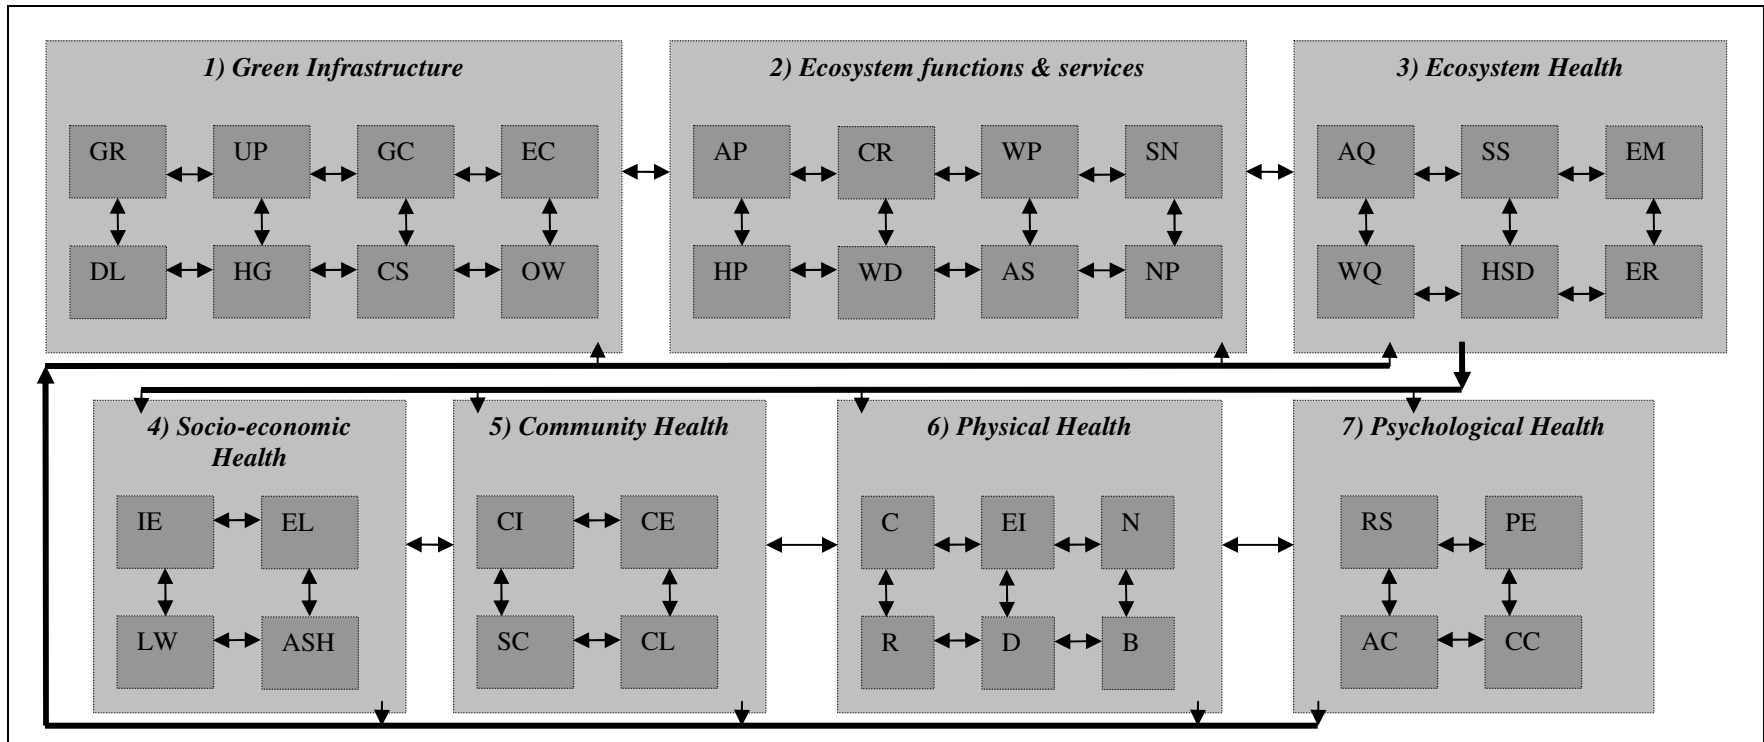 1) Green Infrastructure
GR UP GC EC
DL HG CS OW
2) Ecosystem functions & services
AP CR WP SN
HP WD AS NP
3) Ecosystem Health
AQ SS EM
WQ HSD ER
4) Socio-economic
Health
IE EL
LW ASH
5) Community Health
CI CE
SC CL
6) Physical Health
C EI N
R D B
7) Psychological Health
RS PE
AC CC